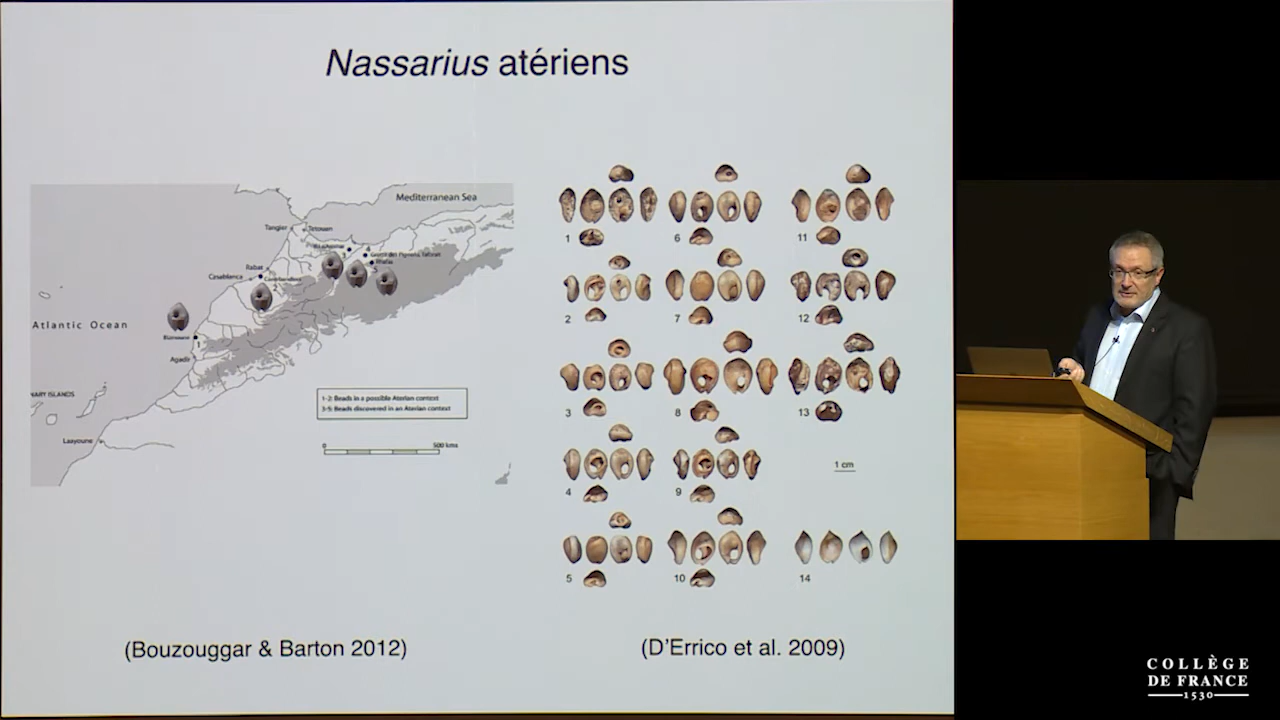 Nassarius atériens
Mediterranean Sea
Tangier
Tetouan
Rabat
Casablanca
Atlantic Ocean
Agadir
Laayoune
1-2: Beads in a possible Aterian context
3-5: Beads discovered in an Aterian context
0
500 kms
1
6
11
2
7
12
3
8
13
4
9
1 cm
5
10
14
(Bouzouggar & Barton 2012)
(D'Errico et al. 2009)
COLLÈGE
DE FRANCE
1530